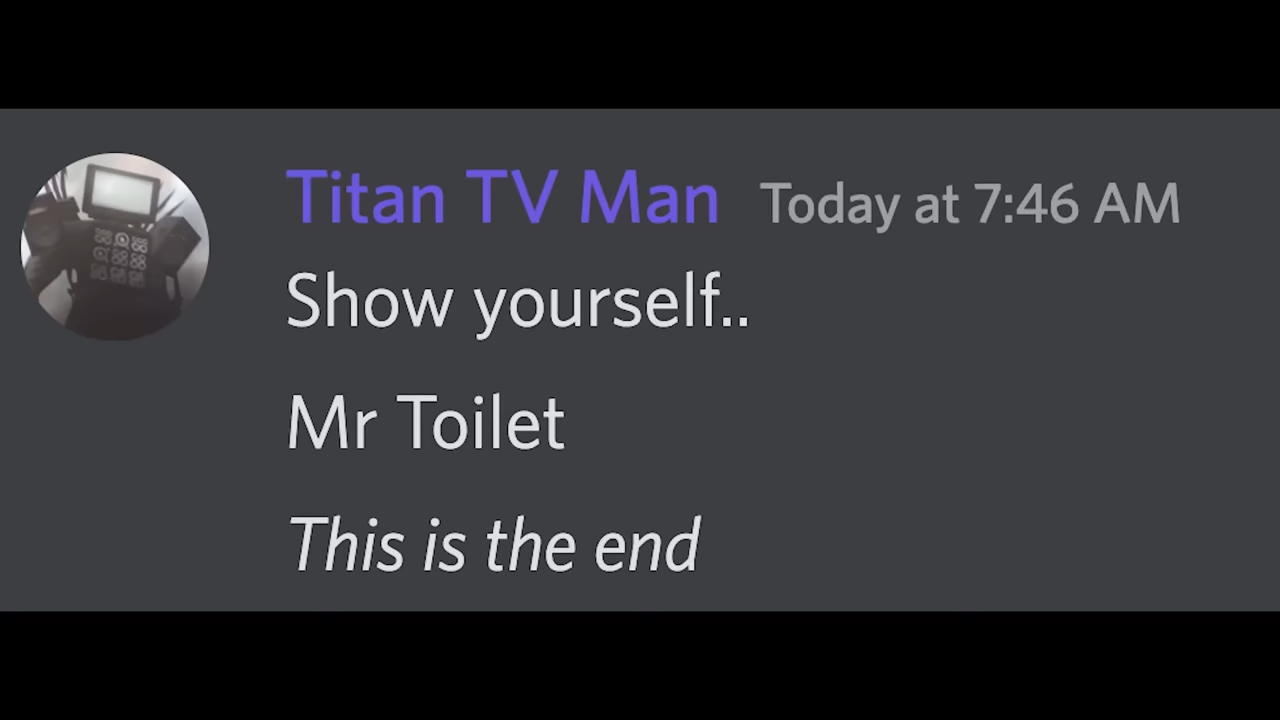 Titan TV Man Today at 7:46 AM
Show yourself..
Mr Toilet
This is the end